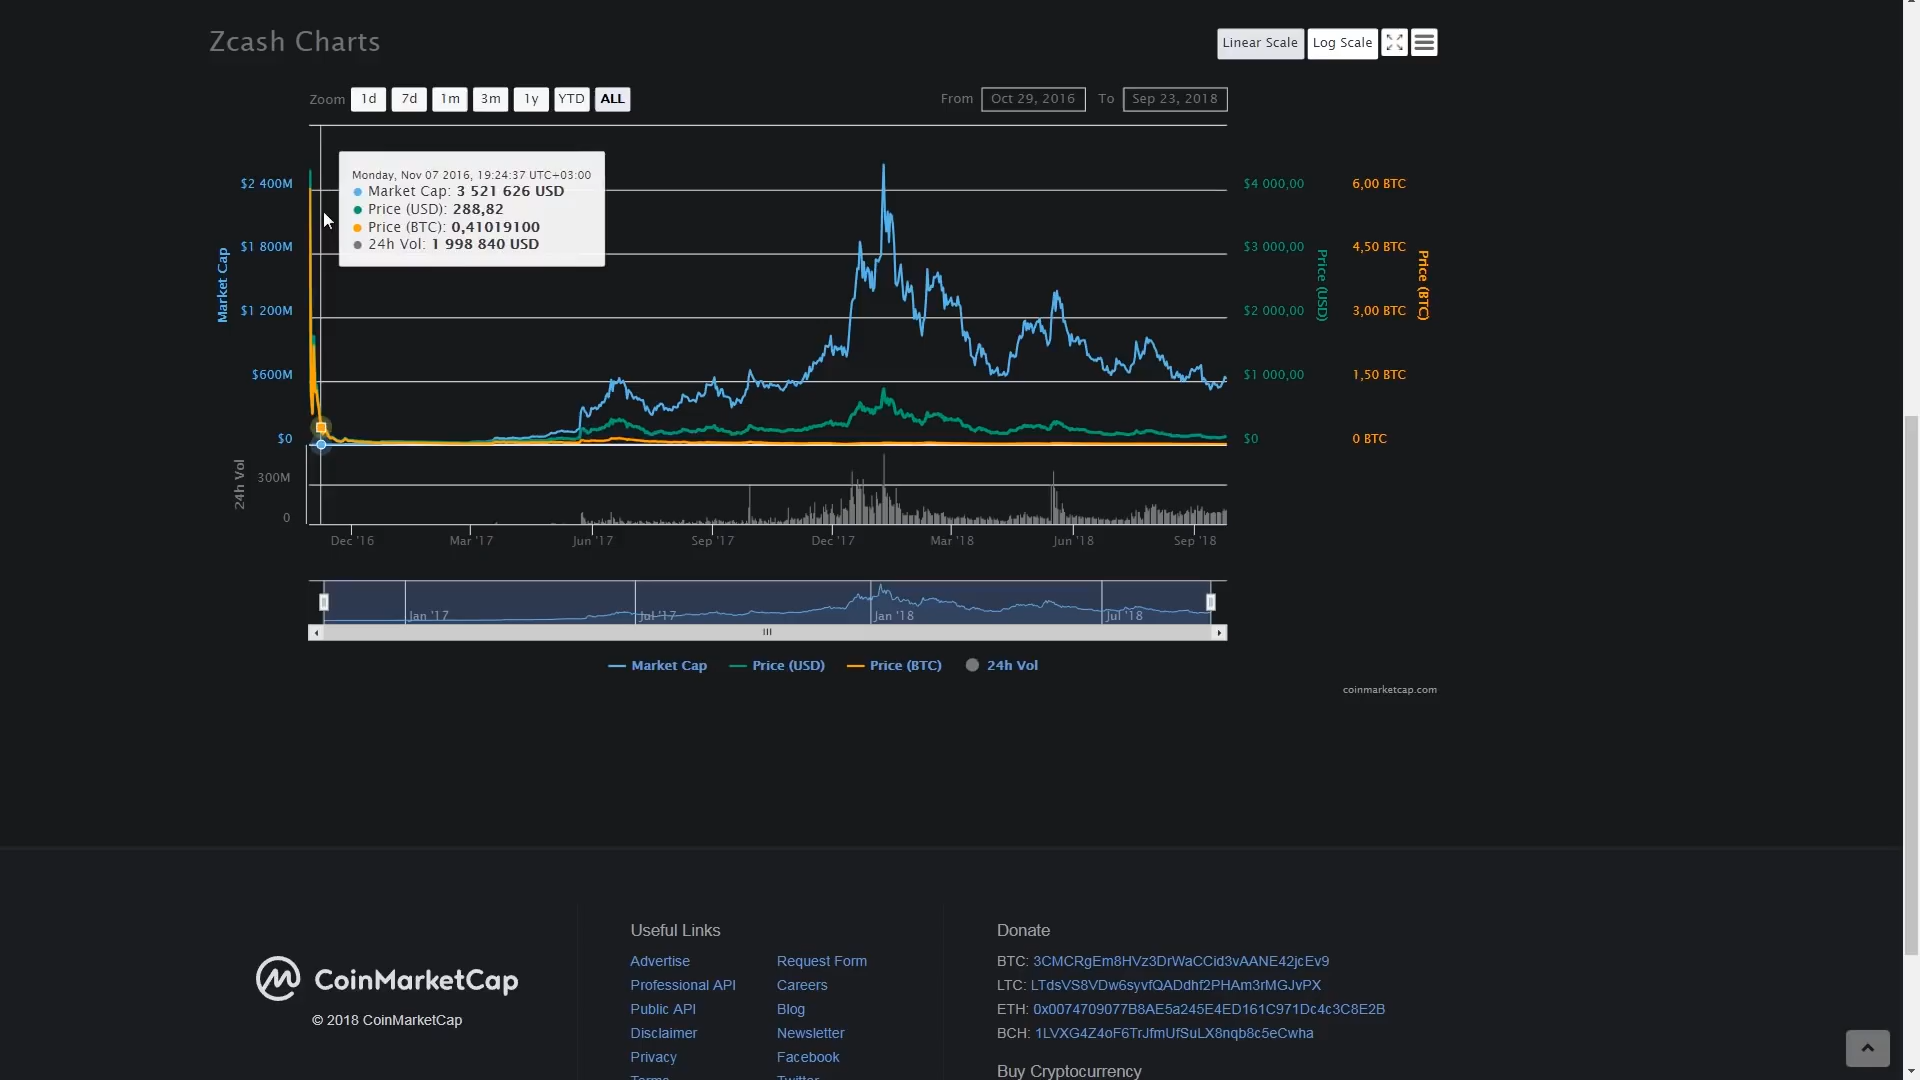 Zcash Charts
Linear Scale Log Scale
Zoom 1d 7d 1m 3m 1y YTD ALL From Oct 29, 2016 To Sep 23, 2018
Monday, Nov 07 2016, 19:24:37 UTC+03:00
Market Cap: 3 521 626 USD
Price (USD): 288,82
Price (BTC): 0,41019100
24h Vol: 1 998 840 USD
$2 400M $4 000,00 6,00 BTC
$1 800M $3 000,00 4,50 BTC
Market Cap Price (USD) Price (BTC)
$1 200M $2 000,00 3,00 BTC
$600M $1 000,00 1,50 BTC
$0 $0 0 BTC
24h Vol
300M
0
Dec '16 Mar '17 Jun '17 Sep '17 Dec '17 Mar '18 Jun '18 Sep '18
Jan '17 Jul '17 Jan '18 Jul '18
Market Cap Price (USD) Price (BTC) 24h Vol
coinmarketcap.com
CoinMarketCap
© 2018 CoinMarketCap
Useful Links
Advertise Request Form
Professional API Careers
Public API Blog
Disclaimer Newsletter
Privacy Facebook
Terms Twitter
Donate
BTC: 3CMCRgEm8HVz3DrWaCCid3vAANE42jcEv9
LTC: LTdsVS8VDw6syvfQADdhf2PHAm3rMGJvPX
ETH: 0x0074709077B8AE5a245E4ED161C971Dc4c3C8E2B
BCH: 1LVXG4Z4oF6TrJfmUfSuLX8nqb8c5eCwha
Buy Cryptocurrency